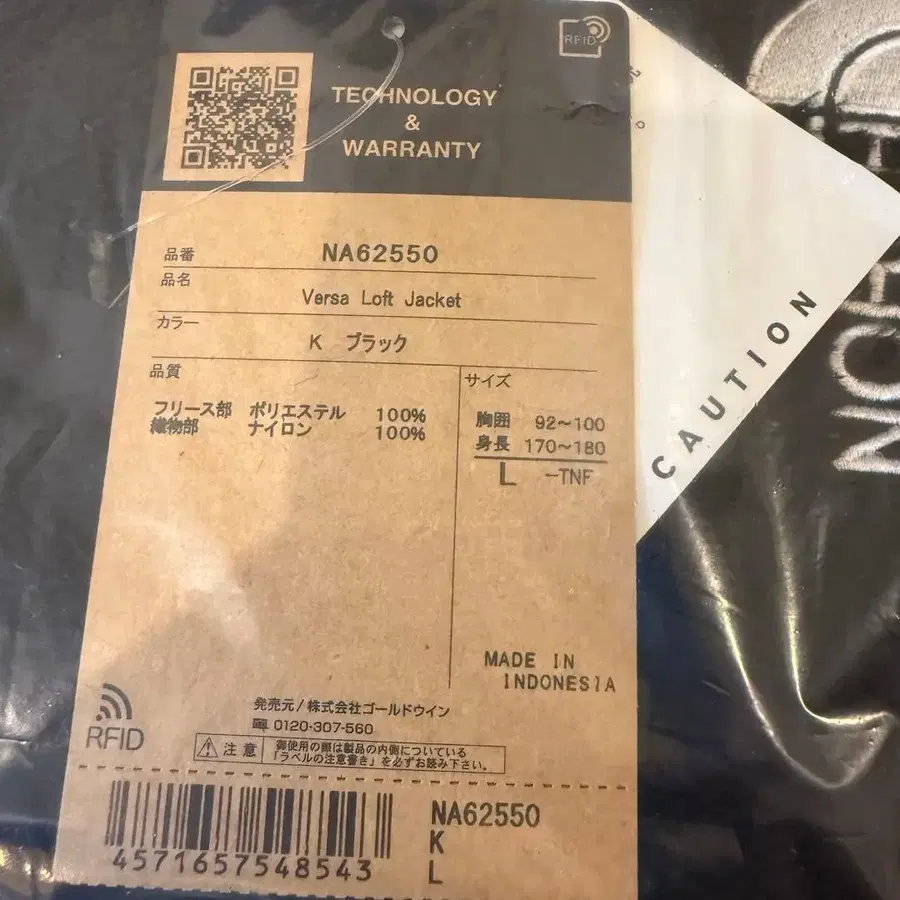 RFID
TECHNOLOGY
&
WARRANTY
品番 NA62550
品名
Versa Loft Jacket
カラー
K ブラック
品質
フリース部 ポリエステル 100%
織物部 ナイロン 100%
サイズ
胸囲 92~100
身長 170~180
L -TNF
MADE IN
INDONESIA
発売元/株式会社ゴールドウイン
0120-307-560
RFID
注意
御使用の際は製品の内側についている
「ラベルの注意書き」を必ずお読み下さい。
4571657548543
NA62550
K
L
CAUTION